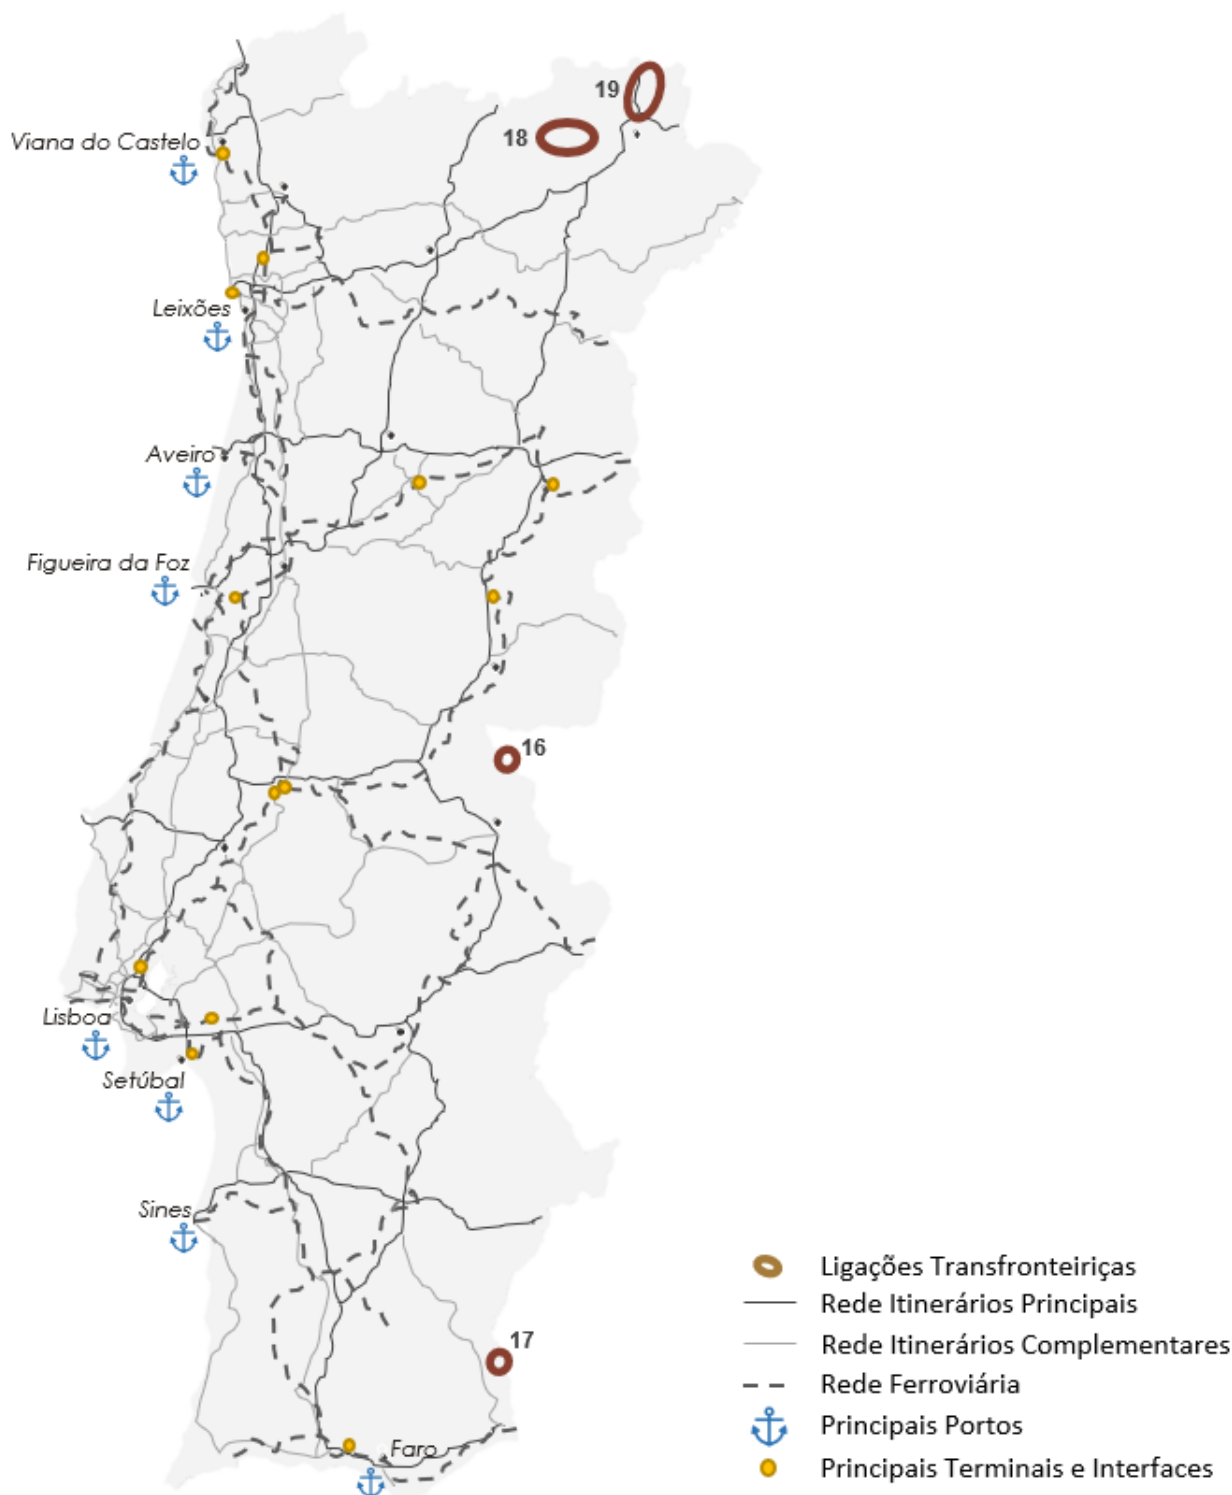 19
18
Viana do Castelo
Leixões
Aveiro
Figueira da Foz
16
Lisboa
Setúbal
Sines
17
Faro
Ligações Transfronteiriças
Rede Itinerários Principais
Rede Itinerários Complementares
Rede Ferroviária
Principais Portos
Principais Terminais e Interfaces